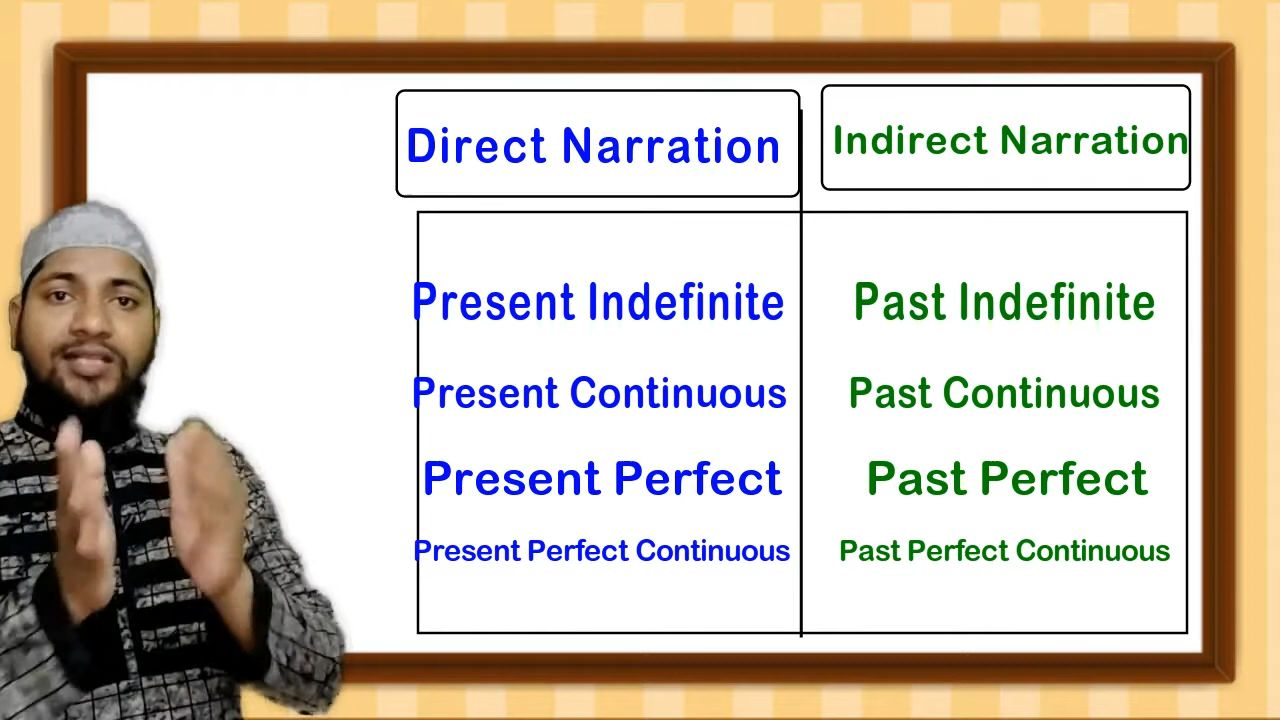 Direct Narration
Indirect Narration
Present Indefinite
Past Indefinite
Present Continuous
Past Continuous
Present Perfect
Past Perfect
Present Perfect Continuous
Past Perfect Continuous